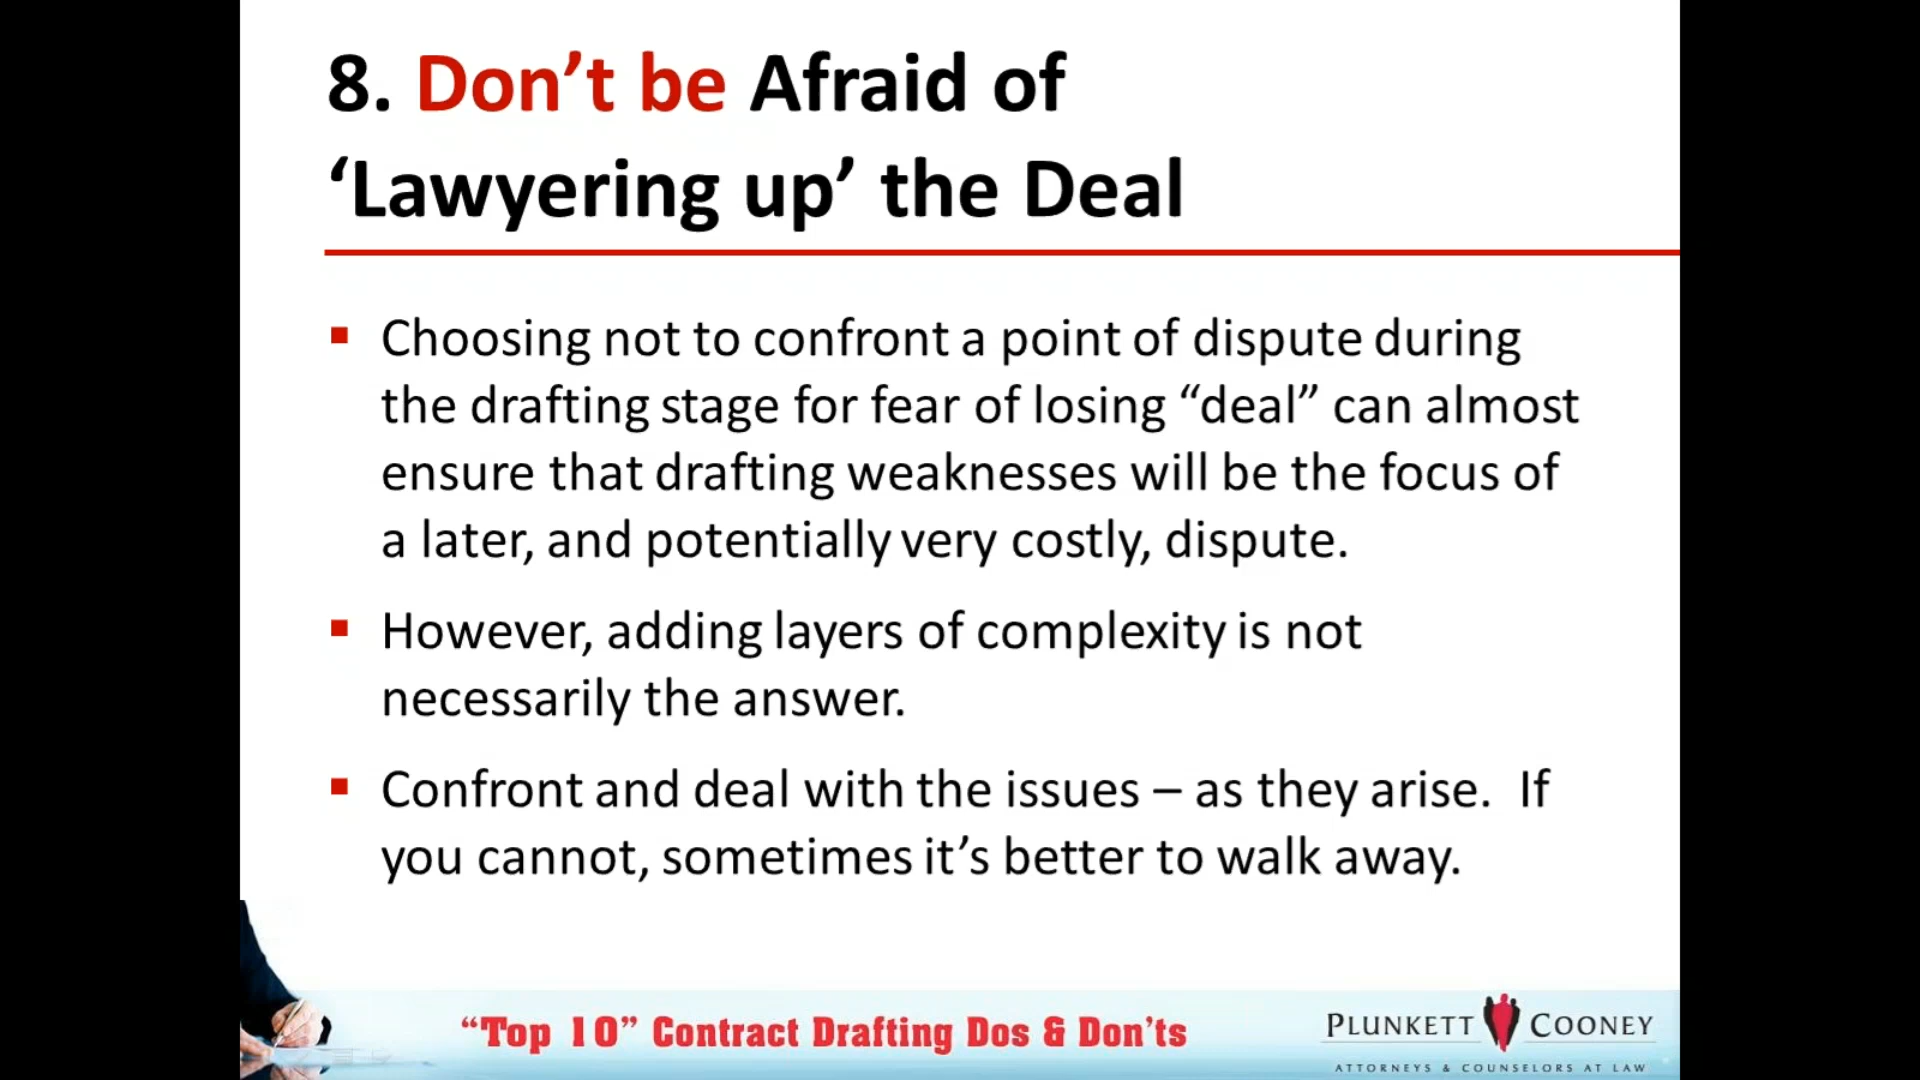 8. Don’t be Afraid of
‘Lawyering up’ the Deal
▪ Choosing not to confront a point of dispute during
the drafting stage for fear of losing “deal” can almost
ensure that drafting weaknesses will be the focus of
a later, and potentially very costly, dispute.
▪ However, adding layers of complexity is not
necessarily the answer.
▪ Confront and deal with the issues – as they arise.  If
you cannot, sometimes it’s better to walk away.
“Top 10” Contract Drafting Dos & Don’ts
PLUNKETT COONEY
ATTORNEYS & COUNSELORS AT LAW